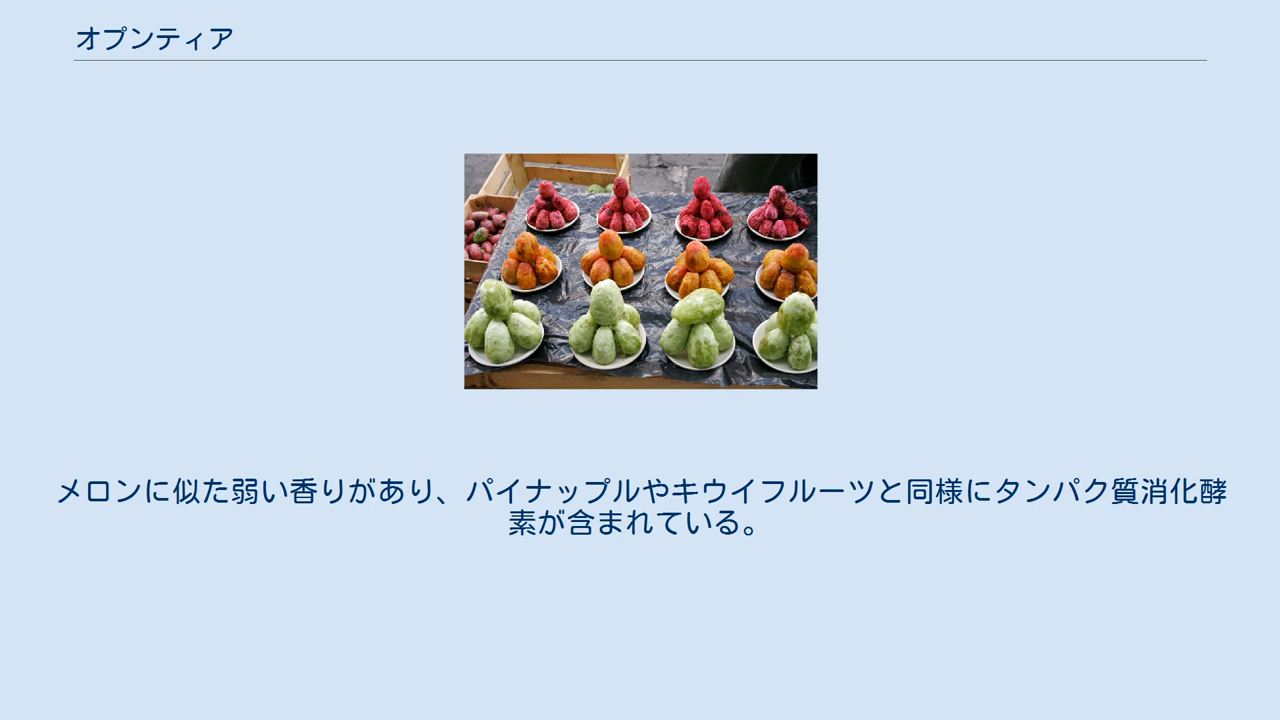 オプンティア
メロンに似た弱い香りがあり、パイナップルやキウイフルーツと同様にタンパク質消化酵
素が含まれている。